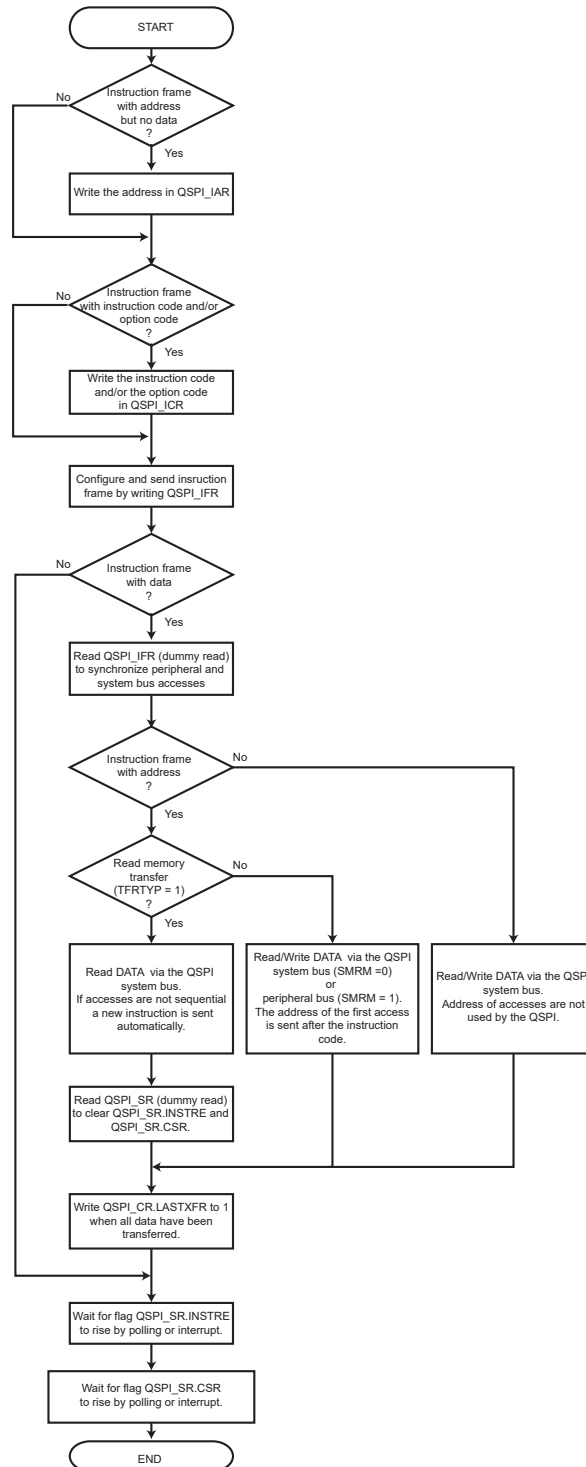 START
Instruction frame
with address
but no data
?
No
Yes
Write the address in QSPI_IAR
Instruction frame
with instruction code and/or
option code
?
No
Yes
Write the instruction code
and/or the option code
in QSPI_ICR
Configure and send insruction
frame by writing QSPI_IFR
Instruction frame
with data
?
No
Yes
Read QSPI_IFR (dummy read)
to synchronize peripheral and
system bus accesses
Instruction frame
with address
?
No
Yes
Read memory
transfer
(TFRTYP = 1)
?
No
Yes
Read DATA via the QSPI
system bus.
If accesses are not sequential
a new instruction is sent
automatically.
Read/Write DATA via the QSPI
system bus (SMRM =0)
or
peripheral bus (SMRM = 1).
The address of the first access
is sent after the instruction
code.
Read/Write DATA via the QSP
system bus.
Address of accesses are not
used by the QSPI.
Read QSPI_SR (dummy read)
to clear QSPI_SR.INSTRE and
QSPI_SR.CSR.
Write QSPI_CR.LASTXFR to 1
when all data have been
transferred.
Wait for flag QSPI_SR.INSTRE
to rise by polling or interrupt.
Wait for flag QSPI_SR.CSR
to rise by polling or interrupt.
END